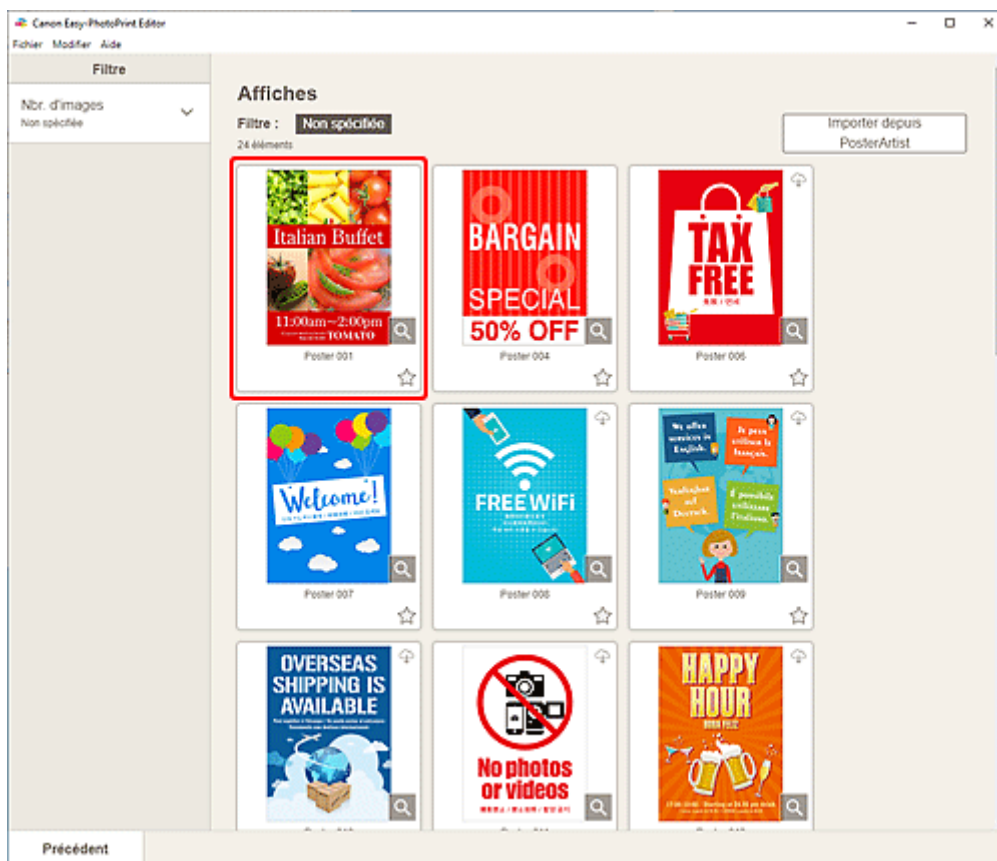 Canon Easy-PhotoPrint Editor
Fichier Modifier Aide
Filtre
Nbr. d'images
Non spécifiée
Affiches
Filtre : Non spécifiée
24 éléments
Importer depuis
PosterArtist
Italian Buffet
11:00am~2:00pm
TOMATO
Poster 001
BARGAIN
SPECIAL
50% OFF
Poster 004
TAX
FREE
Poster 006
Welcome!
Poster 007
FREE WiFi
Poster 008
We offer
services in
English.
Je peux
utiliser le
français.
È possibile
utilizzare
l'italiano.
Poster 009
OVERSEAS
SHIPPING IS
AVAILABLE
No photos
or videos
HAPPY
HOUR
Précédent